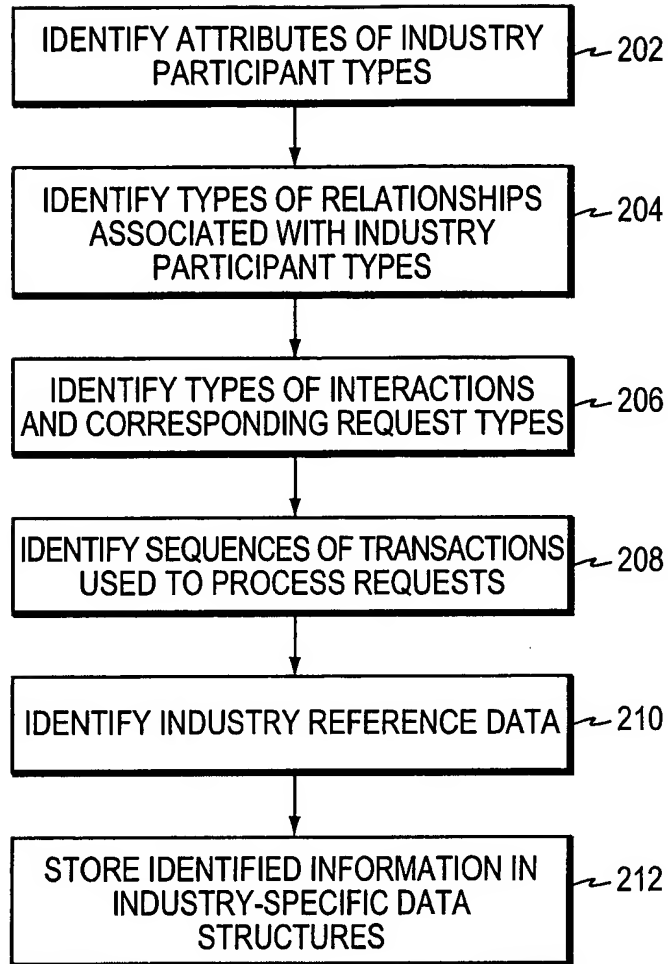 IDENTIFY ATTRIBUTES OF INDUSTRY
PARTICIPANT TYPES
202
IDENTIFY TYPES OF RELATIONSHIPS
ASSOCIATED WITH INDUSTRY
PARTICIPANT TYPES
204
IDENTIFY TYPES OF INTERACTIONS
AND CORRESPONDING REQUEST TYPES
206
IDENTIFY SEQUENCES OF TRANSACTIONS
USED TO PROCESS REQUESTS
208
IDENTIFY INDUSTRY REFERENCE DATA
210
STORE IDENTIFIED INFORMATION IN
INDUSTRY-SPECIFIC DATA
STRUCTURES
212